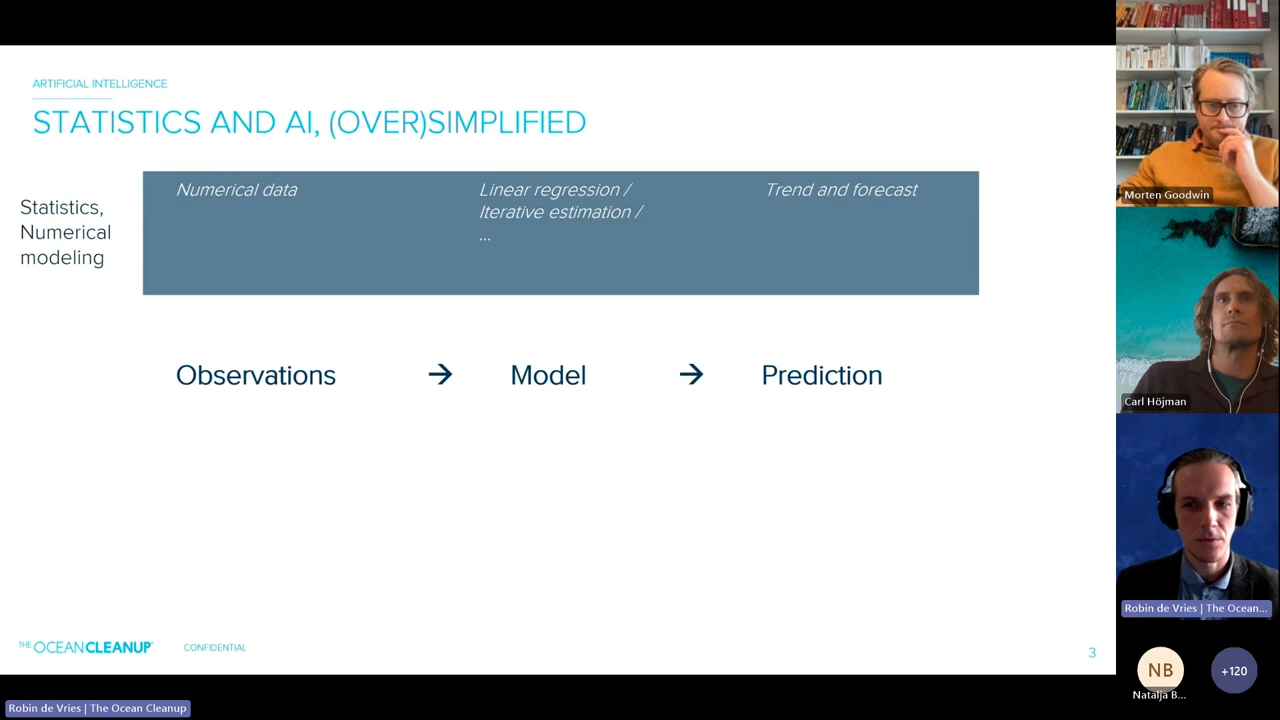 ARTIFICIAL INTELLIGENCE
STATISTICS AND AI, (OVER)SIMPLIFIED
Statistics,
Numerical
modeling
Numerical data
Linear regression /
Iterative estimation /
...
Trend and forecast
Observations → Model → Prediction
THE OCEANCLEANUP
CONFIDENTIAL
3
Robin de Vries | The Ocean Cleanup
Morten Goodwin
Carl Höjman
Robin de Vries | The Ocean...
NB
Natalja B...
+120